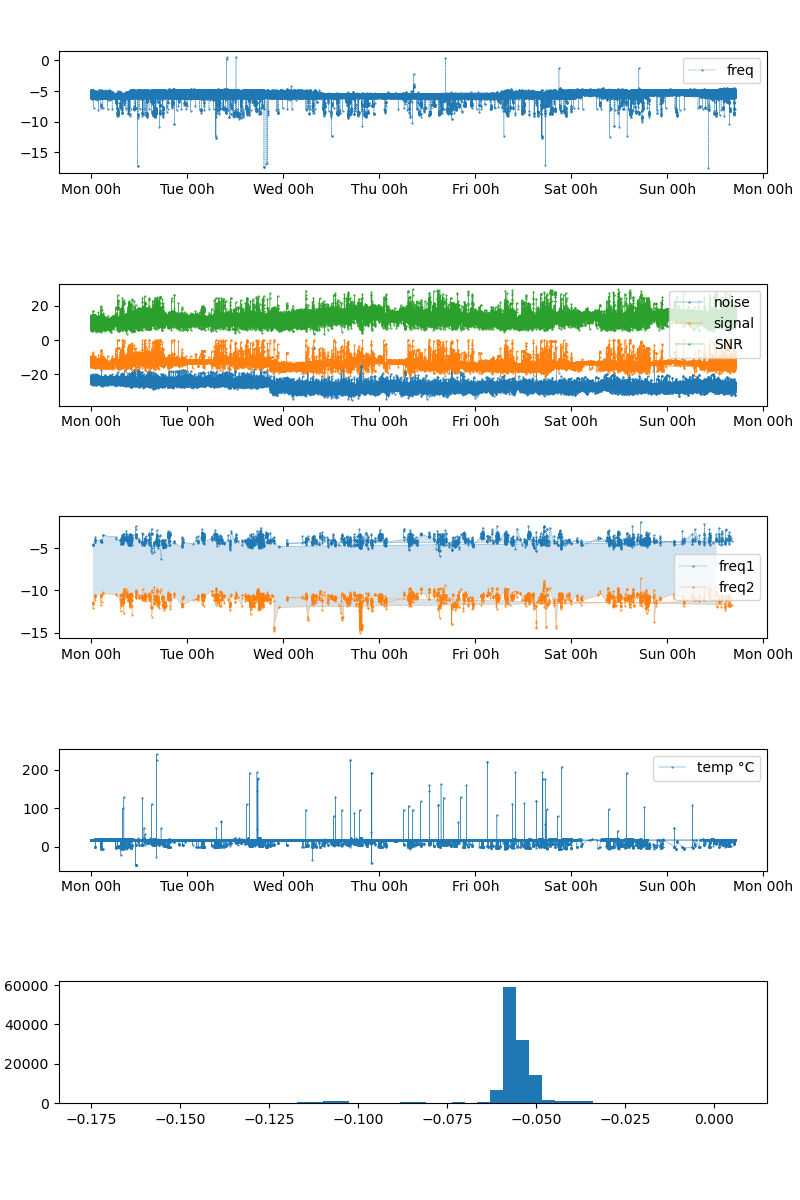 0
−5
−10
−15
freq
Mon 00h Tue 00h Wed 00h Thu 00h Fri 00h Sat 00h Sun 00h Mon 00h
20
0
−20
noise
signal
SNR
Mon 00h Tue 00h Wed 00h Thu 00h Fri 00h Sat 00h Sun 00h Mon 00h
−5
−10
−15
freq1
freq2
Mon 00h Tue 00h Wed 00h Thu 00h Fri 00h Sat 00h Sun 00h Mon 00h
200
100
0
temp °C
Mon 00h Tue 00h Wed 00h Thu 00h Fri 00h Sat 00h Sun 00h Mon 00h
60000
40000
20000
0
−0.175 −0.150 −0.125 −0.100 −0.075 −0.050 −0.025 0.000